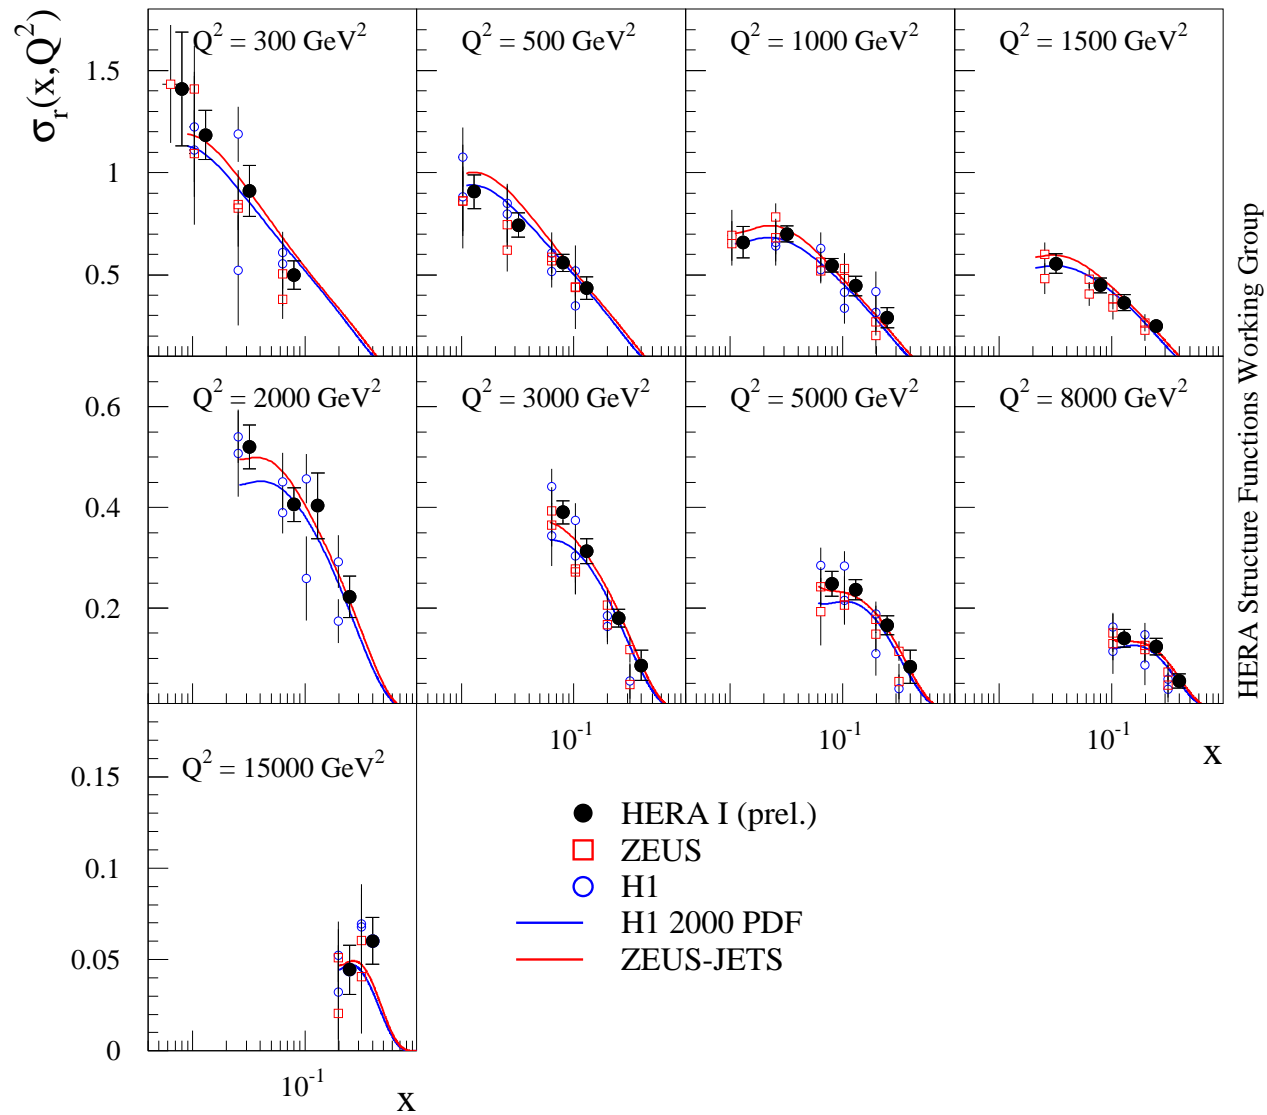 σr(x,Q²)
Q² = 300 GeV²
Q² = 500 GeV²
Q² = 1000 GeV²
Q² = 1500 GeV²
1.5
1
0.5
Q² = 2000 GeV²
Q² = 3000 GeV²
Q² = 5000 GeV²
Q² = 8000 GeV²
0.6
0.4
0.2
10⁻¹
10⁻¹
10⁻¹
x
Q² = 15000 GeV²
0.15
0.1
0.05
0
10⁻¹
x
HERA I (prel.)
ZEUS
H1
H1 2000 PDF
ZEUS-JETS
HERA Structure Functions Working Group